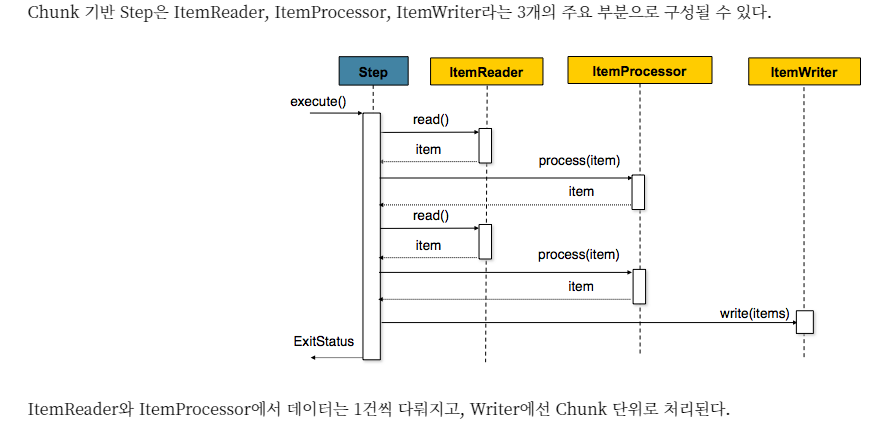 Chunk 기반 Step은 ItemReader, ItemProcessor, ItemWriter라는 3개의 주요 부분으로 구성될 수 있다.
Step
ItemReader
ItemProcessor
ItemWriter
execute()
read()
item
process(item)
item
read()
item
process(item)
item
write(items)
ExitStatus
ItemReader와 ItemProcessor에서 데이터는 1건씩 다뤄지고, Writer에선 Chunk 단위로 처리된다.